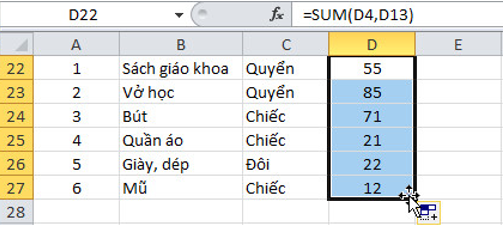 D22 fx =SUM(D4,D13)
A B C D E
22 1 Sách giáo khoa Quyển 55
23 2 Vở học Quyển 85
24 3 Bút Chiếc 71
25 4 Quần áo Chiếc 21
26 5 Giày, dép Đôi 22
27 6 Mũ Chiếc 12
28